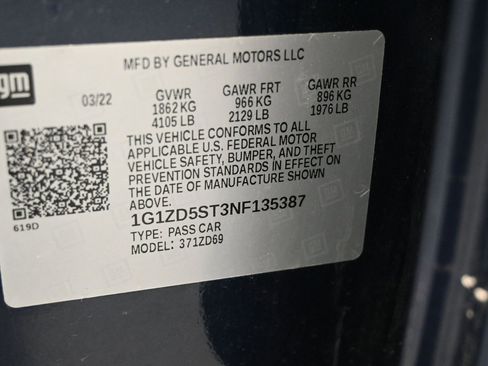 gm
MFD BY GENERAL MOTORS LLC
03/22 GVWR GAWR FRT GAWR RR
1862 KG 966 KG 896 KG
4105 LB 2129 LB 1976 LB
THIS VEHICLE CONFORMS TO ALL
APPLICABLE U.S. FEDERAL MOTOR
VEHICLE SAFETY, BUMPER, AND THEFT
PREVENTION STANDARDS IN EFFECT ON
THE DATE OF MANUFACTURE SHOWN
ABOVE.
1G1ZD5ST3NF135387
619D
TYPE: PASS CAR
MODEL: 371ZD69